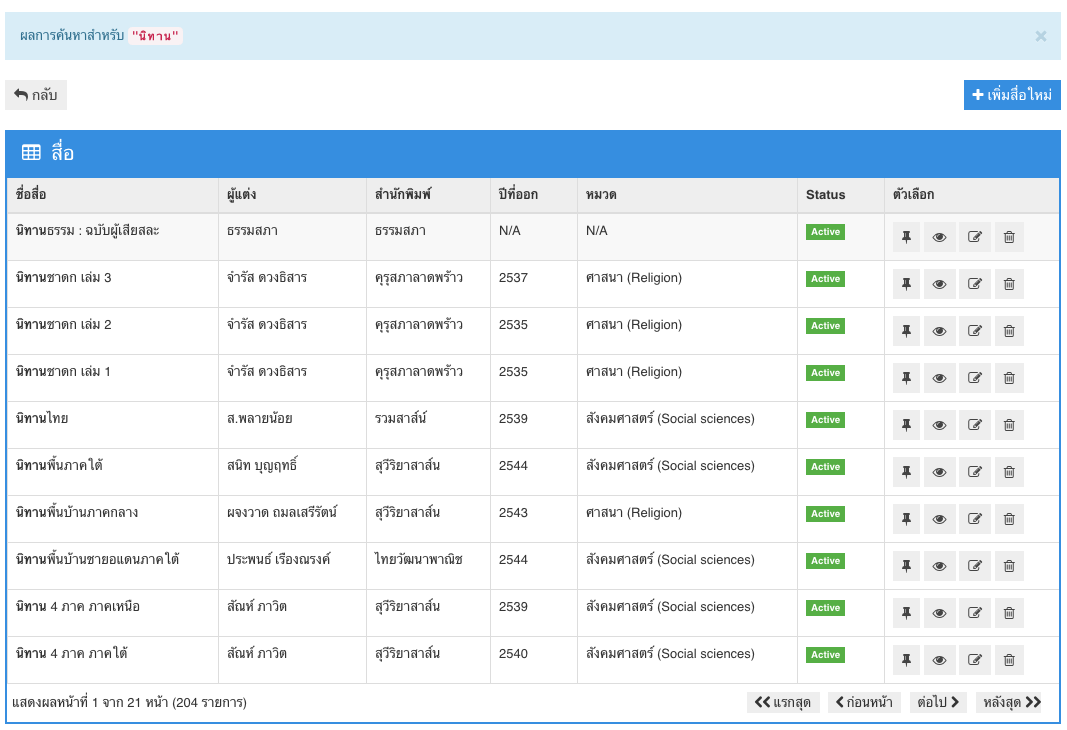 ผลการค้นหาสำหรับ "นิทาน" ×
กลับ
เพิ่มสื่อใหม่
สื่อ
ชื่อสื่อ ผู้แต่ง สำนักพิมพ์ ปีที่ออก หมวด Status ตัวเลือก
นิทานธรรม : ฉบับผู้เสียสละ ธรรมสภา ธรรมสภา N/A N/A Active
นิทานชาดก เล่ม 3 จำรัส ดวงธิสาร คุรุสภาลาดพร้าว 2537 ศาสนา (Religion) Active
นิทานชาดก เล่ม 2 จำรัส ดวงธิสาร คุรุสภาลาดพร้าว 2535 ศาสนา (Religion) Active
นิทานชาดก เล่ม 1 จำรัส ดวงธิสาร คุรุสภาลาดพร้าว 2535 ศาสนา (Religion) Active
นิทานไทย ส.พลายน้อย รวมสาส์น์ 2539 สังคมศาสตร์ (Social sciences) Active
นิทานพื้นภาคใต้ สนิท บุญฤทธิ์ สุวีริยาสาส์น 2544 สังคมศาสตร์ (Social sciences) Active
นิทานพื้นบ้านภาคกลาง ผจงวาด ถมลเสรีรัตน์ สุวีริยาสาส์น 2543 ศาสนา (Religion) Active
นิทานพื้นบ้านชายอแดนภาคใต้ ประพนธ์ เรืองณรงค์ ไทยวัฒนาพาณิช 2544 สังคมศาสตร์ (Social sciences) Active
นิทาน 4 ภาค ภาคเหนือ สัณห์ ภาวิต สุวีริยาสาส์น 2539 สังคมศาสตร์ (Social sciences) Active
นิทาน 4 ภาค ภาคใต้ สัณห์ ภาวิต สุวีริยาสาส์น 2540 สังคมศาสตร์ (Social sciences) Active
แสดงผลหน้าที่ 1 จาก 21 หน้า (204 รายการ) แรกสุด ก่อนหน้า ต่อไป หลังสุด